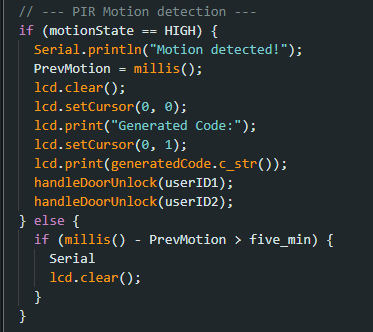 // --- PIR Motion detection ---
if (motionState == HIGH) {
Serial.println("Motion detected!");
PrevMotion = millis();
lcd.clear();
lcd.setCursor(0, 0);
lcd.print("Generated Code:");
lcd.setCursor(0, 1);
lcd.print(generatedCode.c_str());
handleDoorUnlock(userID1);
handleDoorUnlock(userID2);
} else {
if (millis() - PrevMotion > five_min) {
Serial
lcd.clear();
}
}